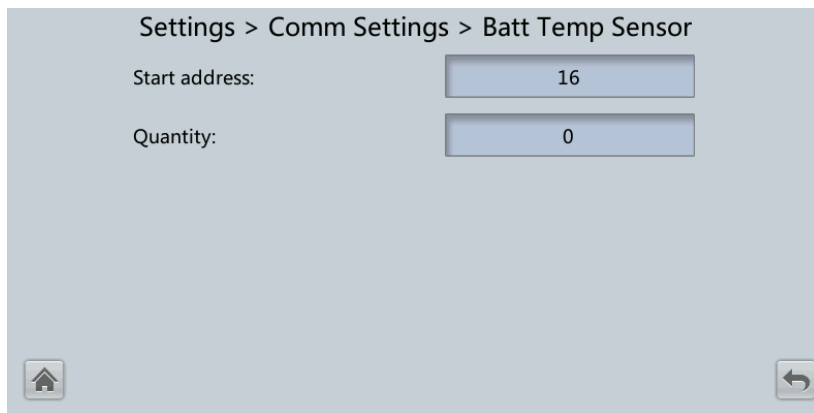 Settings > Comm Settings > Batt Temp Sensor
Start address: 16
Quantity: 0